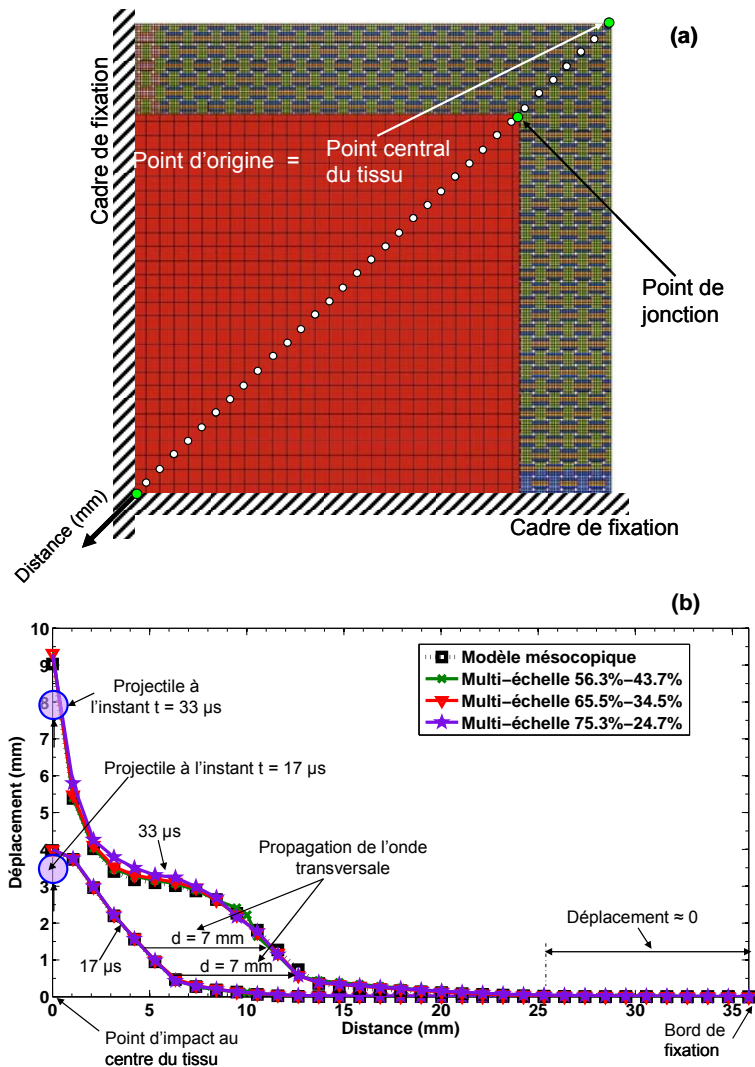 (a)
Cadre de fixation
Point d'origine =
Point central
du tissu
Point de
jonction
Distance (mm)
Cadre de fixation
(b)
Déplacement (mm)
10
9
8
7
6
5
4
3
2
1
0
Modèle mésocopique
Multi-échelle 56.3%-43.7%
Multi-échelle 65.5%-34.5%
Multi-échelle 75.3%-24.7%
Projectile à
l'instant t = 33 µs
Projectile à l'instant t = 17 µs
33 µs
Propagation de l'onde
transversale
17 µs
d = 7 mm
d = 7 mm
Déplacement ≈ 0
0 5 10 15 20 25 30 35
Distance (mm)
Point d'impact au
centre du tissu
Bord de
fixation